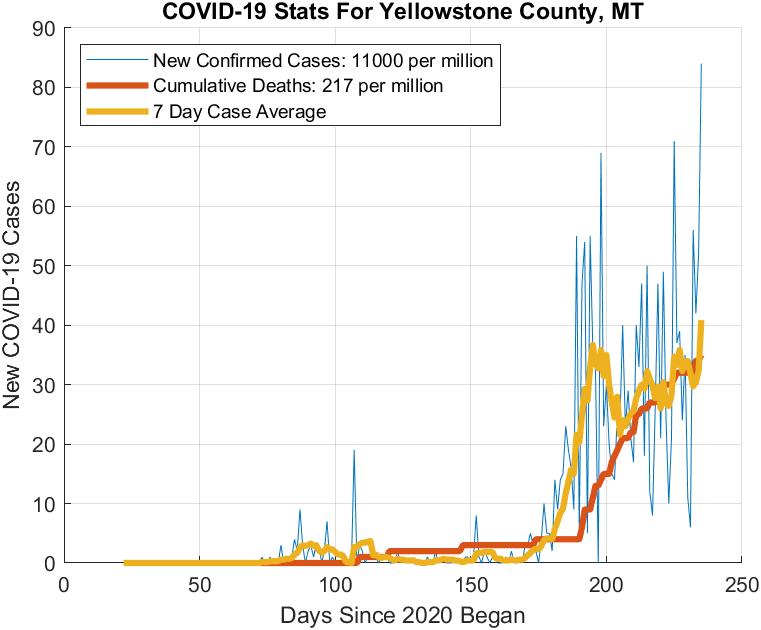 COVID-19 Stats For Yellowstone County, MT
New Confirmed Cases: 11000 per million
Cumulative Deaths: 217 per million
7 Day Case Average
New COVID-19 Cases
90
80
70
60
50
40
30
20
10
0
0 50 100 150 200 250
Days Since 2020 Began